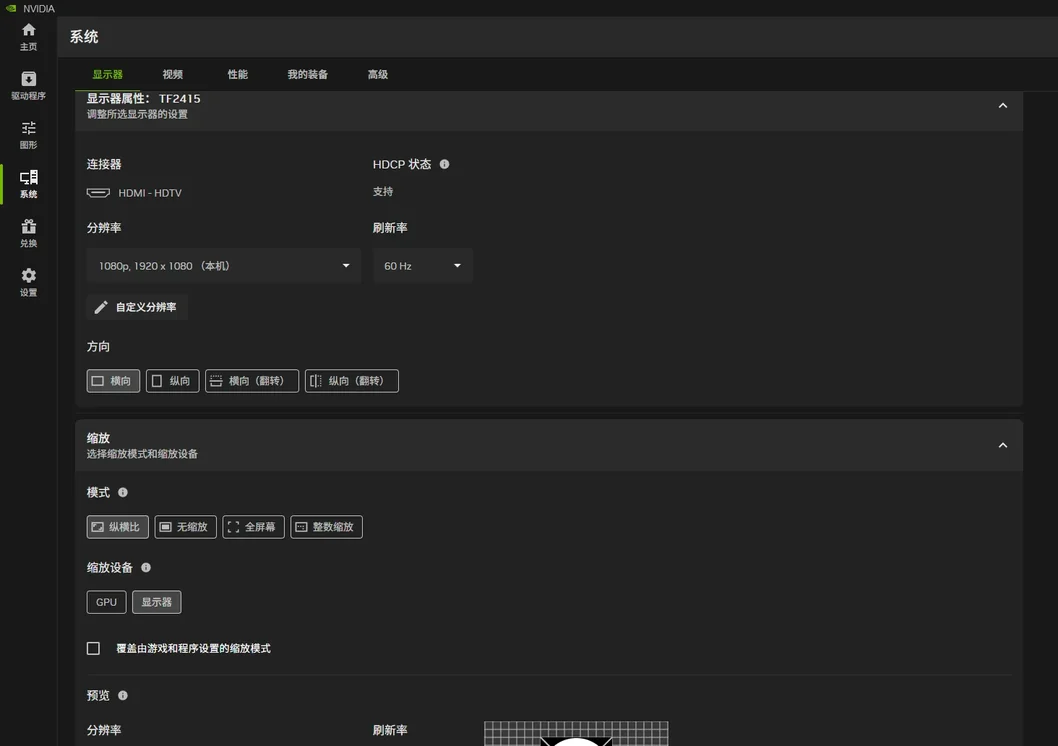 NVIDIA
主页
驱动程序
图形
系统
兑换
设置
系统
显示器 视频 性能 我的装备 高级
显示器属性： TF2415
调整所选显示器的设置
连接器 HDCP 状态
HDMI - HDTV 支持
分辨率 刷新率
1080p, 1920 x 1080 （本机） 60 Hz
自定义分辨率
方向
横向 纵向 横向（翻转） 纵向（翻转）
缩放
选择缩放模式和缩放设备
模式
纵横比 无缩放 全屏幕 整数缩放
缩放设备
GPU 显示器
覆盖由游戏和程序设置的缩放模式
预览
分辨率 刷新率